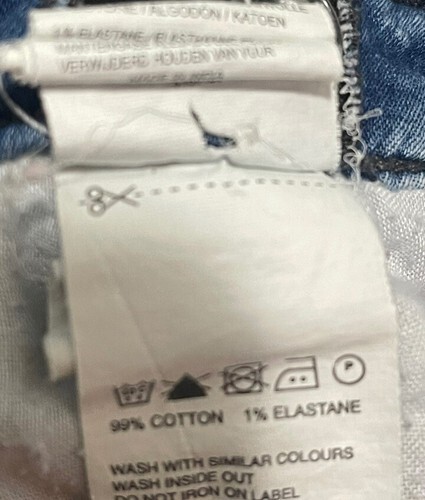 ALGODÓN / KATOEN
1% ELASTANE / ELASTHANNE
VERWIJDERD HOUDEN VAN VUUR
P
99% COTTON 1% ELASTANE
WASH WITH SIMILAR COLOURS
WASH INSIDE OUT
DO NOT IRON ON LABEL